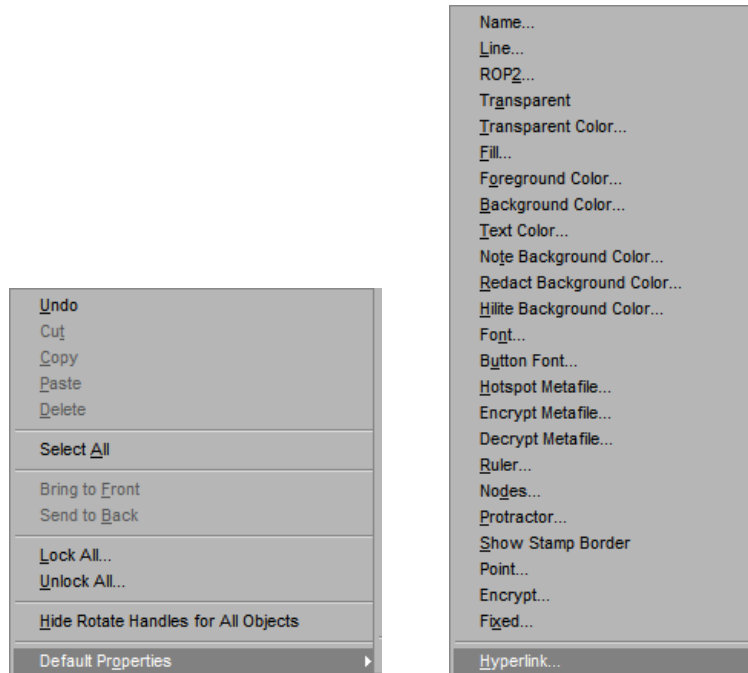 Undo
Cut
Copy
Paste
Delete
Select All
Bring to Front
Send to Back
Lock All...
Unlock All...
Hide Rotate Handles for All Objects
Default Properties
Name...
Line...
ROP2...
Transparent
Transparent Color...
Fill...
Foreground Color...
Background Color...
Text Color...
Note Background Color...
Redact Background Color...
Hilite Background Color...
Font...
Button Font...
Hotspot Metafile...
Encrypt Metafile...
Decrypt Metafile...
Ruler...
Nodes...
Protractor...
Show Stamp Border
Point...
Encrypt...
Fixed...
Hyperlink...